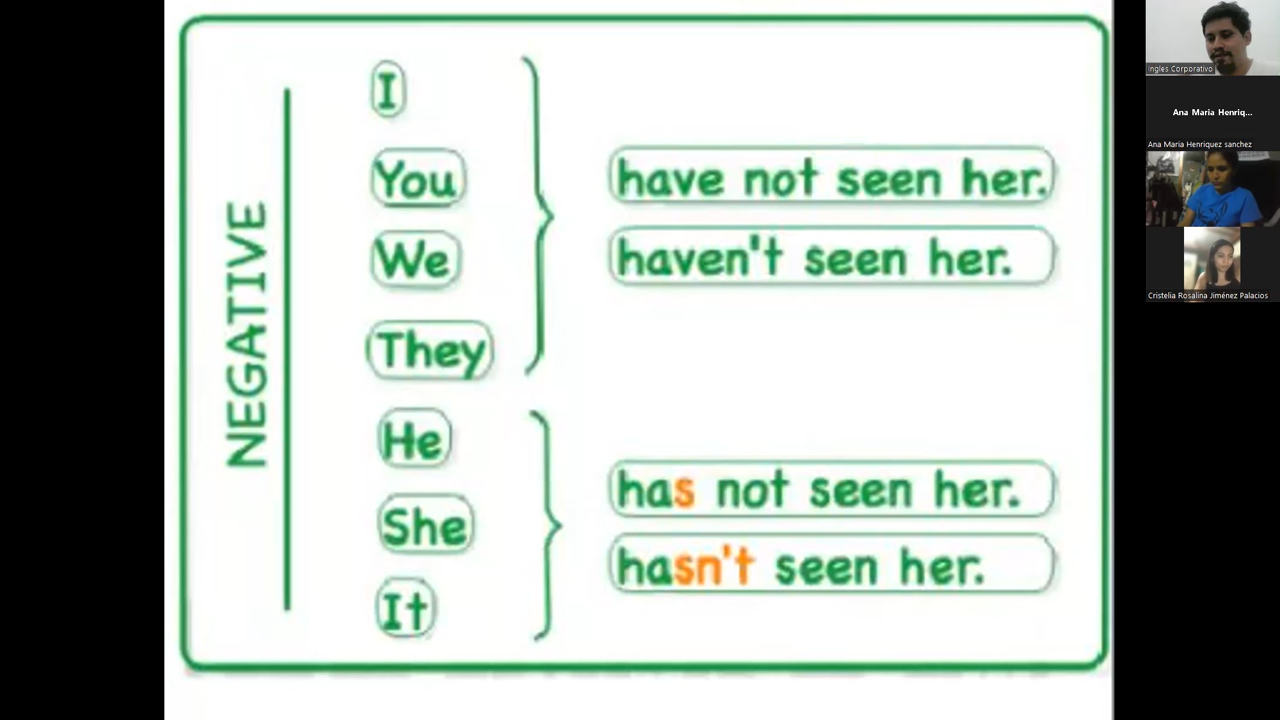 NEGATIVE
I
You
We
They
have not seen her.
haven't seen her.
He
She
It
has not seen her.
hasn't seen her.
Ingles Corporativo
Ana Maria Henriq...
Ana Maria Henriquez sanchez
Cristelia Rosalina Jiménez Palacios